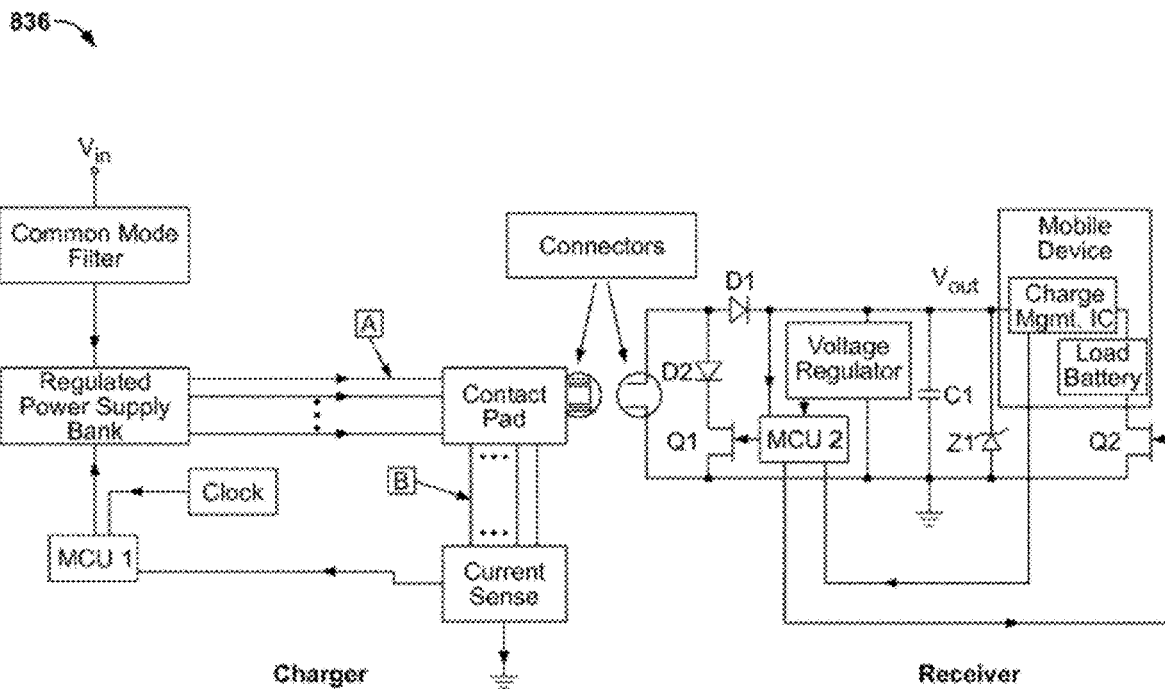 836
Vin
Common Mode
Filter
Connectors
Mobile
Device
D1
Vout
Charge
Mgmt. IC
A
Regulated
Power Supply
Bank
Contact
Pad
D2
Voltage
Regulator
Load
Battery
C1
Q1
MCU 2
Z1
Q2
B
Clock
MCU 1
Current
Sense
Charger
Receiver